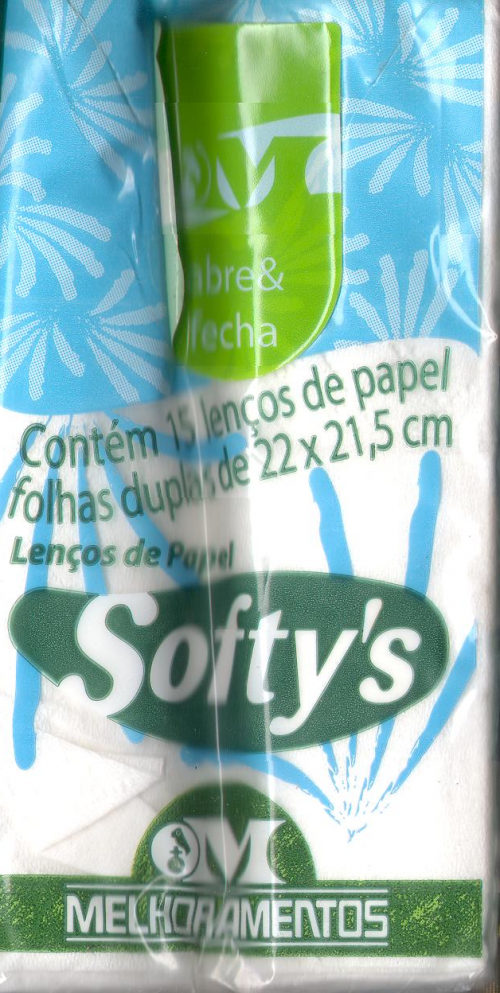 abre&
fecha
Contém 15 lenços de papel
folhas duplas de 22 x 21,5 cm
Lenços de Papel
Softy's
M
MELHORAMENTOS